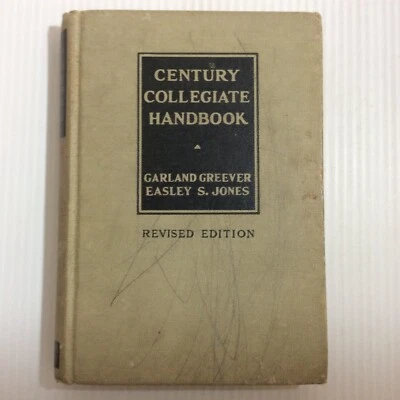 CENTURY
COLLEGIATE
HANDBOOK
GARLAND GREEVER
EASLEY S. JONES
REVISED EDITION